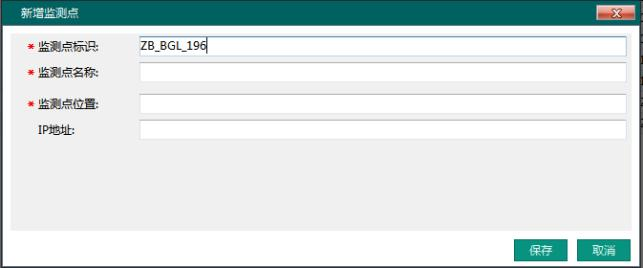 新增监测点
* 监测点标识: ZB_BGL_196
* 监测点名称:
* 监测点位置:
IP地址:
保存 取消